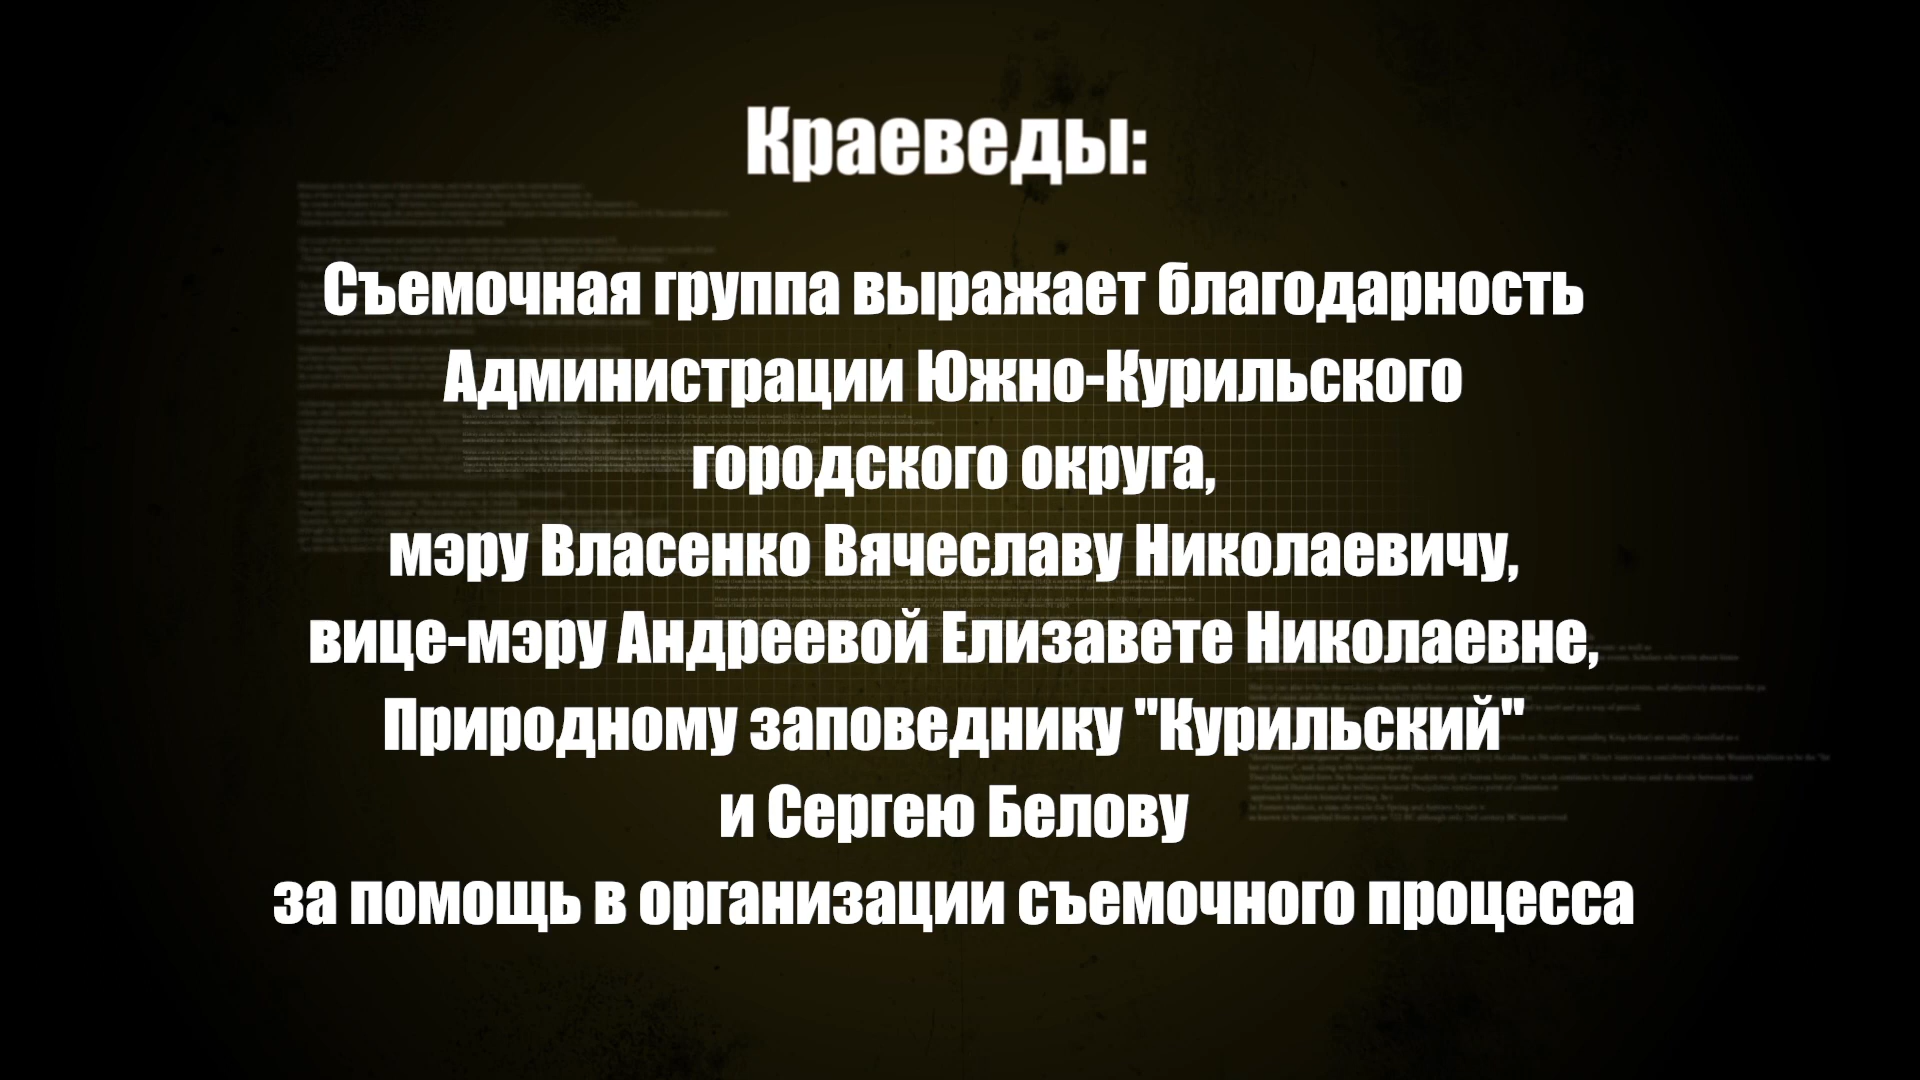 Краеведы:
Съемочная группа выражает благодарность
Администрации Южно-Курильского
городского округа,
мэру Власенко Вячеславу Николаевичу,
вице-мэру Андреевой Елизавете Николаевне,
Природному заповеднику "Курильский"
и Сергею Белову
за помощь в организации съемочного процесса